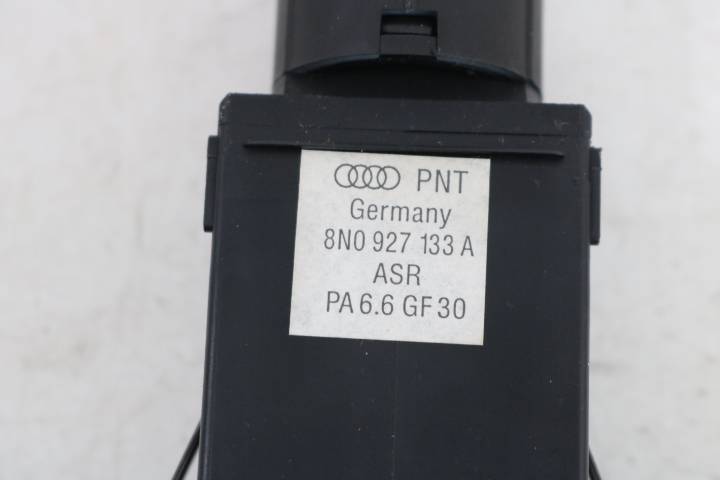 PNT
Germany
8N0 927 133 A
ASR
PA 6.6 GF 30